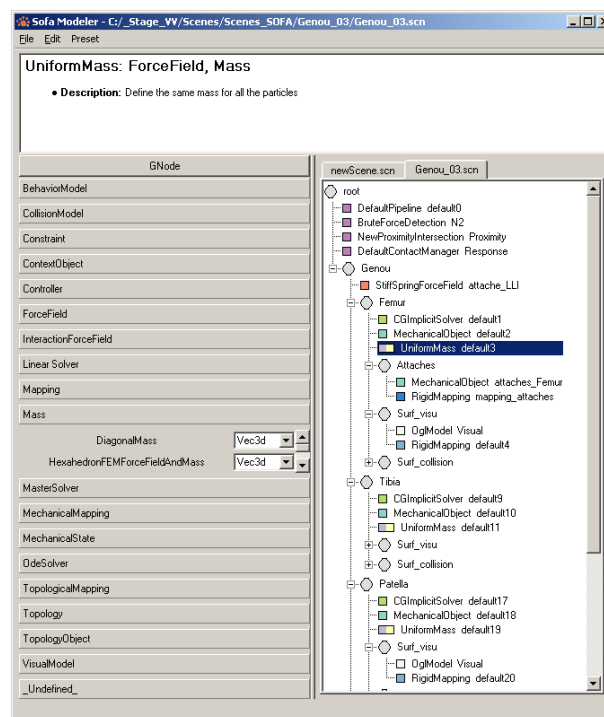 Sofa Modeler - C:/_Stage_VV/Scenes/Scenes_SOFA/Genou_03/Genou_03.scn
File Edit Preset
UniformMass: ForceField, Mass
• Description: Define the same mass for all the particles
GNode
BehaviorModel
CollisionModel
Constraint
ContextObject
Controller
ForceField
InteractionForceField
Linear Solver
Mapping
Mass
DiagonalMass Vec3d
HexahedronFEMForceFieldAndMass Vec3d
MasterSolver
MechanicalMapping
MechanicalState
OdeSolver
TopologicalMapping
Topology
TopologyObject
VisualModel
_Undefined_
newScene.scn Genou_03.scn
root
DefaultPipeline default0
BruteForceDetection N2
NewProximityIntersection Proximity
DefaultContactManager Response
Genou
StiffSpringForceField attache_LLI
Femur
CGImplicitSolver default1
MechanicalObject default2
UniformMass default3
Attaches
MechanicalObject attaches_Femur
RigidMapping mapping_attaches
Surf_visu
OglModel Visual
RigidMapping default4
Surf_collision
Tibia
CGImplicitSolver default9
MechanicalObject default10
UniformMass default11
Surf_visu
Surf_collision
Patella
CGImplicitSolver default17
MechanicalObject default18
UniformMass default19
Surf_visu
OglModel Visual
RigidMapping default20